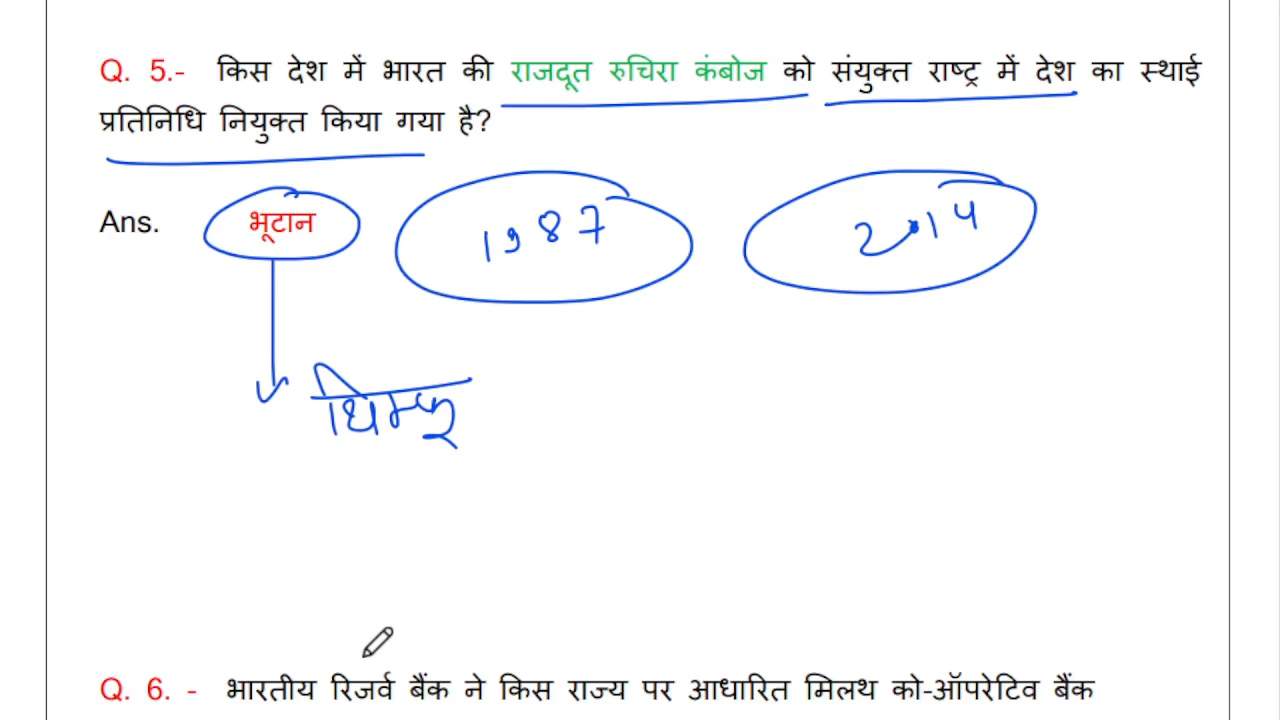 Q. 5.- किस देश में भारत की राजदूत रुचिरा कंबोज को संयुक्त राष्ट्र में देश का स्थाई
प्रतिनिधि नियुक्त किया गया है?
Ans. भूटान 1987 2014
थिम्फू
Q. 6. - भारतीय रिजर्व बैंक ने किस राज्य पर आधारित मिलथ को-ऑपरेटिव बैंक